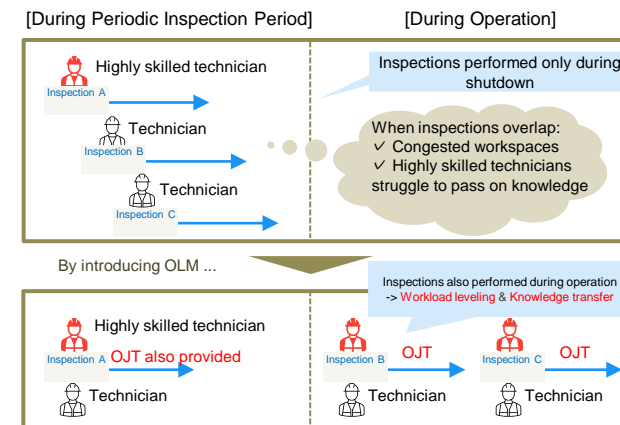 [During Periodic Inspection Period]
[During Operation]
Highly skilled technician
Inspection A
Technician
Inspection B
Technician
Inspection C
Inspections performed only during
shutdown
When inspections overlap:
✓ Congested workspaces
✓ Highly skilled technicians
struggle to pass on knowledge
By introducing OLM ...
Inspections also performed during operation
-> Workload leveling & Knowledge transfer
Highly skilled technician
Inspection A
OJT also provided
Technician
Inspection B
OJT
Technician
Inspection C
OJT
Technician